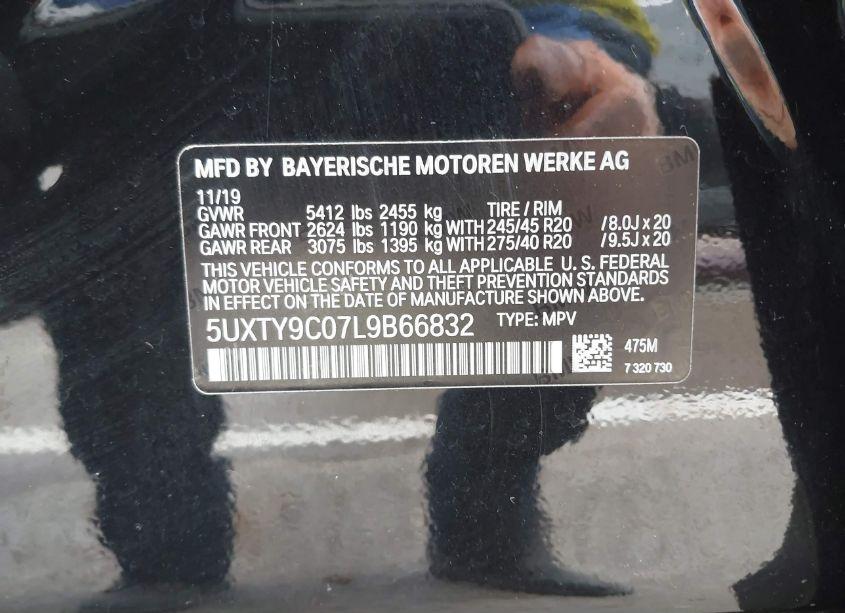 MFD BY BAYERISCHE MOTOREN WERKE AG
11/19
GVWR 5412 lbs 2455 kg TIRE / RIM
GAWR FRONT 2624 lbs 1190 kg WITH 245/45 R20 /8.0J x 20
GAWR REAR 3075 lbs 1395 kg WITH 275/40 R20 /9.5J x 20
THIS VEHICLE CONFORMS TO ALL APPLICABLE U. S. FEDERAL
MOTOR VEHICLE SAFETY AND THEFT PREVENTION STANDARDS
IN EFFECT ON THE DATE OF MANUFACTURE SHOWN ABOVE.
5UXTY9C07L9B66832 TYPE: MPV
475M
7 320 730